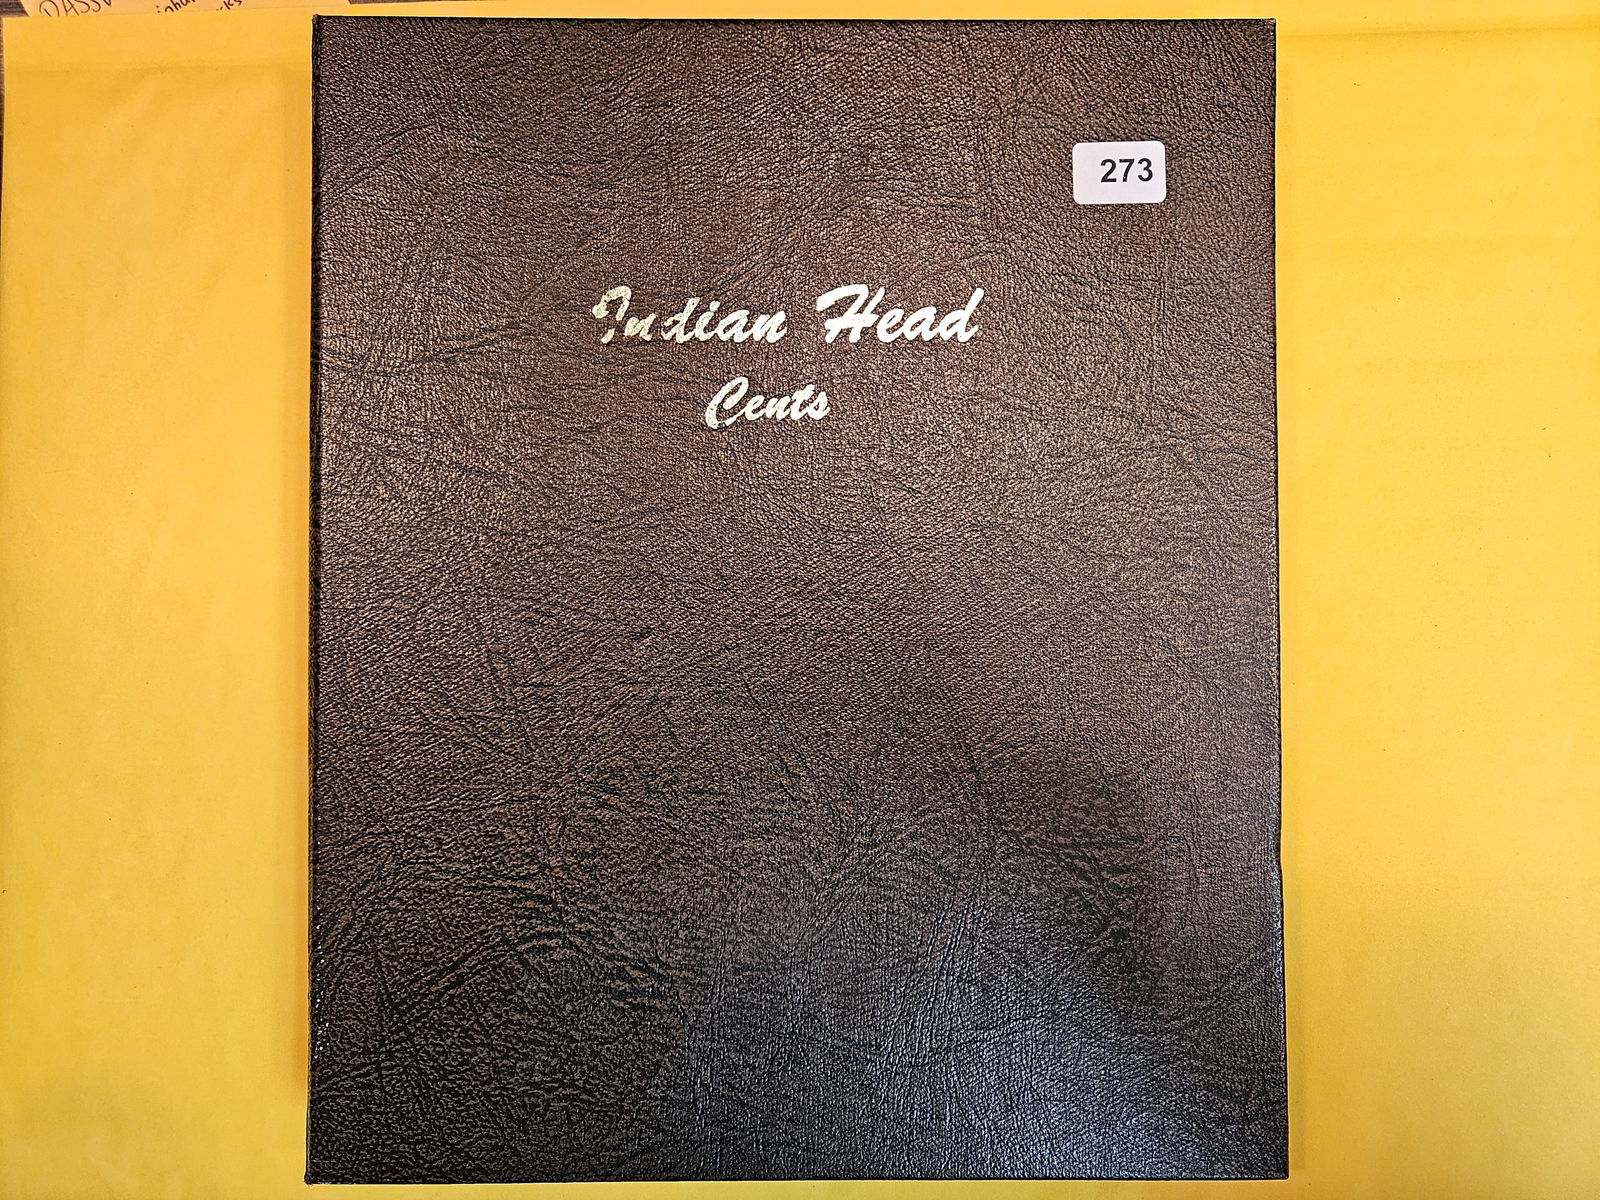 273
Indian Head
Cents